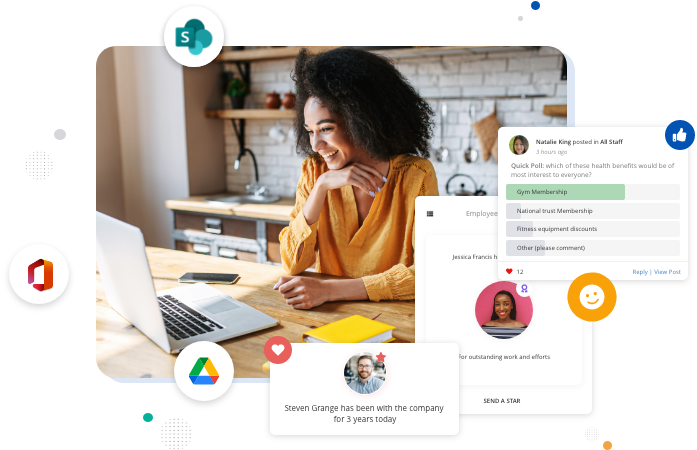 S
Natalie King posted in All Staff
3 hours ago
Quick Poll: which of these health benefits would be of
most interest to everyone?
Gym Membership
National trust Membership
Fitness equipment discounts
Other (please comment)
12
Reply | View Post
Employee
Jessica Francis h
for outstanding work and efforts
SEND A STAR
Steven Grange has been with the company
for 3 years today